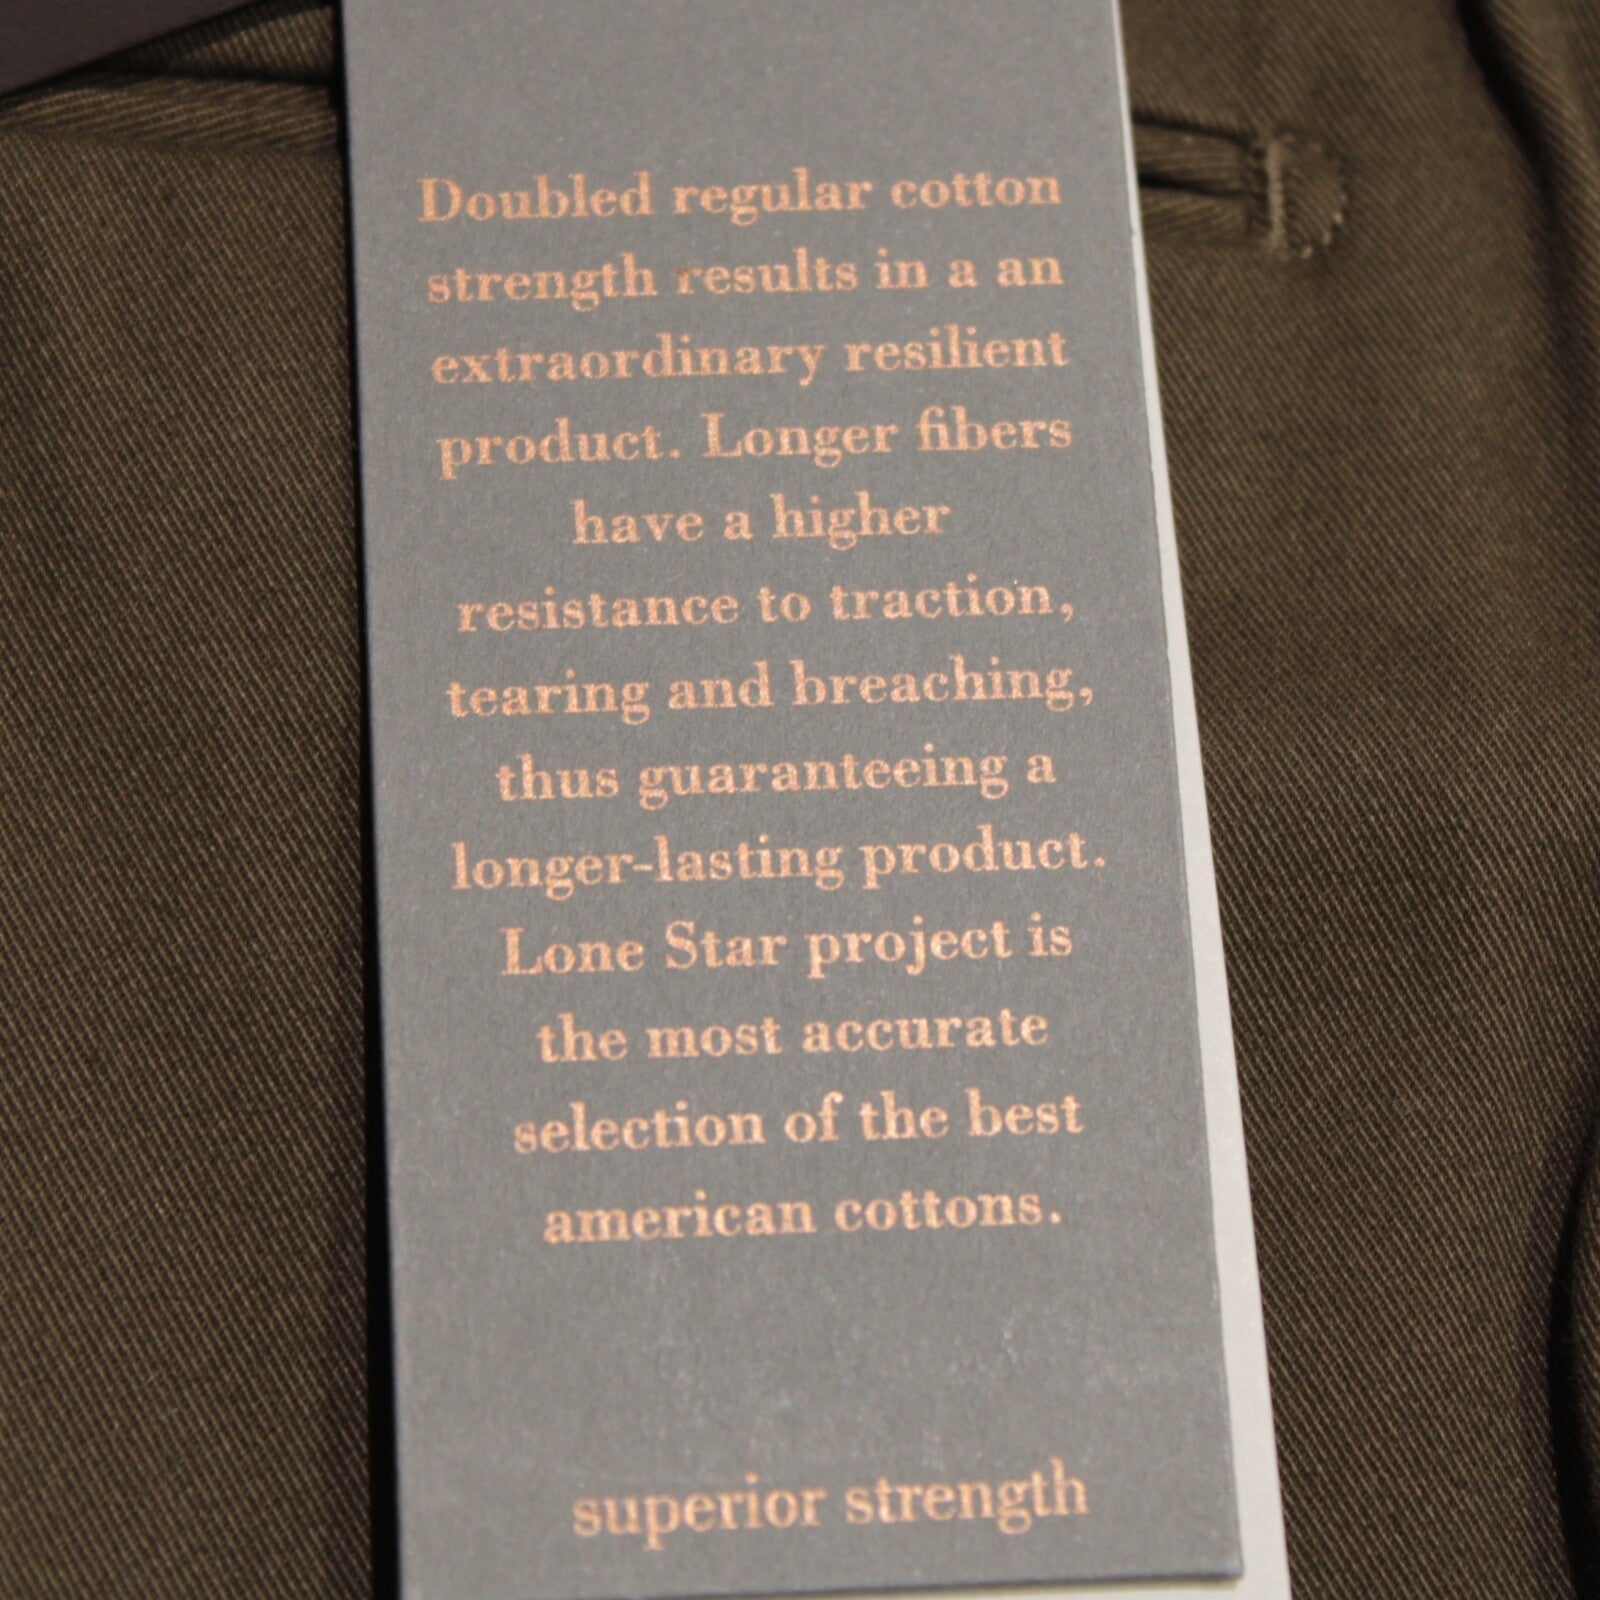 Doubled regular cotton
strength results in a an
extraordinary resilient
product. Longer fibers
have a higher
resistance to traction,
tearing and breaching,
thus guaranteeing a
longer-lasting product.
Lone Star project is
the most accurate
selection of the best
american cottons.
superior strength